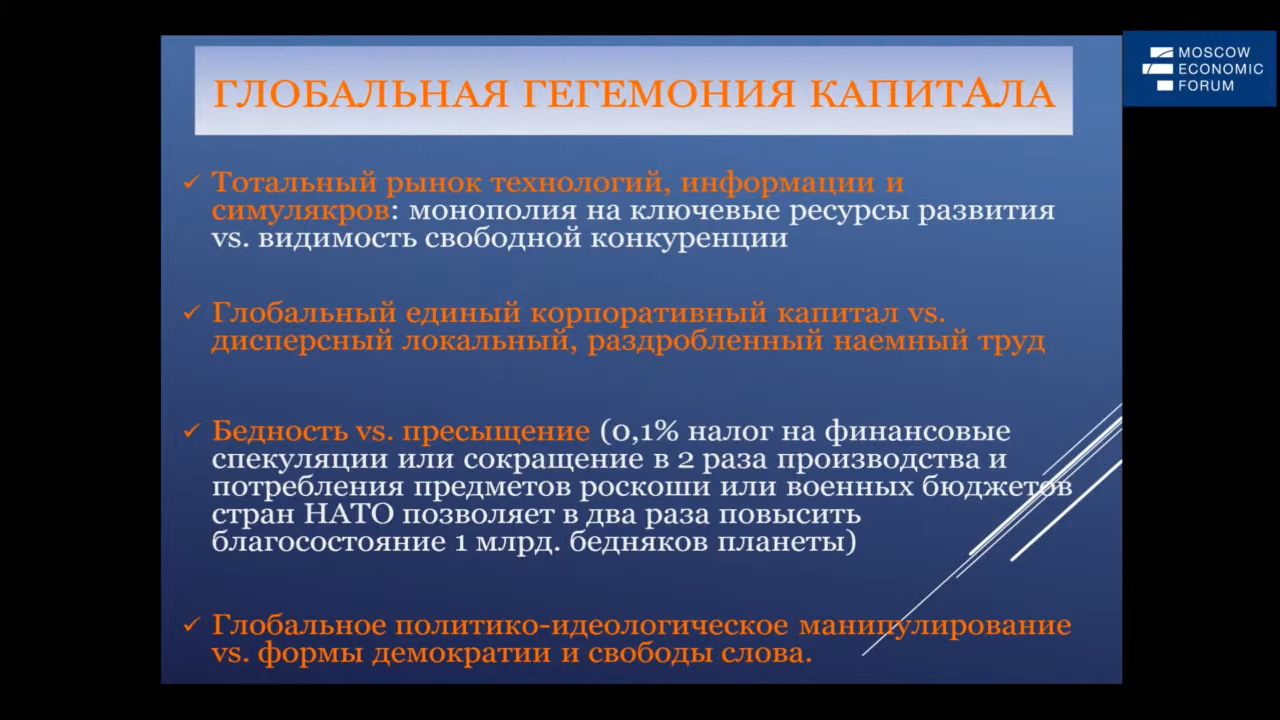 ГЛОБАЛЬНАЯ ГЕГЕМОНИЯ КАПИТАЛА
MOSCOW
ECONOMIC
FORUM
✓ Тотальный рынок технологий, информации и
симулякров: монополия на ключевые ресурсы развития
vs. видимость свободной конкуренции
✓ Глобальный единый корпоративный капитал vs.
дисперсный локальный, раздробленный наемный труд
✓ Бедность vs. пресыщение (0,1% налог на финансовые
спекуляции или сокращение в 2 раза производства и
потребления предметов роскоши или военных бюджетов
стран НАТО позволяет в два раза повысить
благосостояние 1 млрд. бедняков планеты)
✓ Глобальное политико-идеологическое манипулирование
vs. формы демократии и свободы слова.